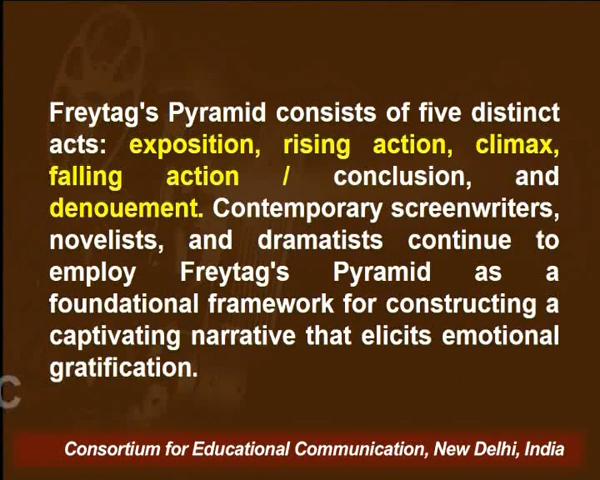 Freytag's Pyramid consists of five distinct
acts: exposition, rising action, climax,
falling action / conclusion, and
denouement. Contemporary screenwriters,
novelists, and dramatists continue to
employ Freytag's Pyramid as a
foundational framework for constructing a
captivating narrative that elicits emotional
gratification.
C
Consortium for Educational Communication, New Delhi, India